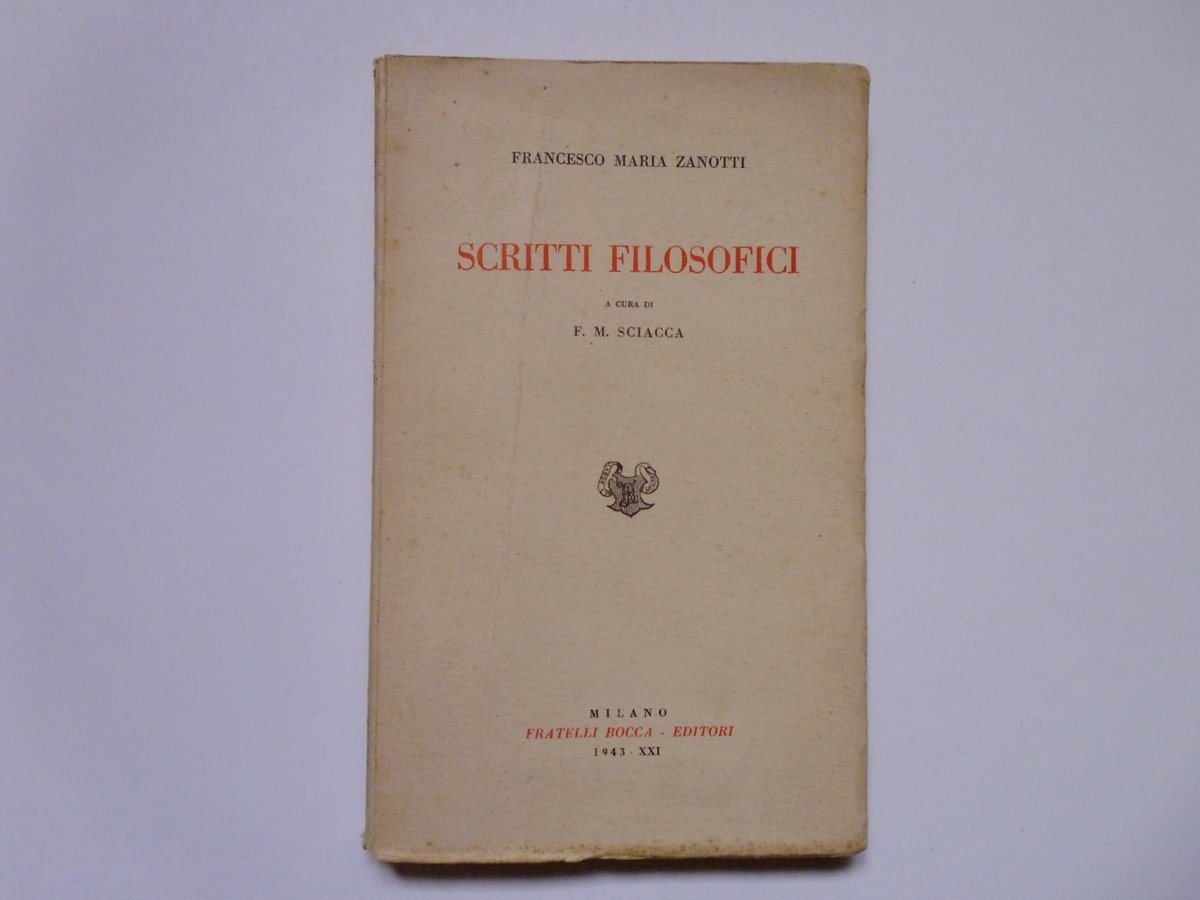 FRANCESCO MARIA ZANOTTI
SCRITTI FILOSOFICI
A CURA DI
F. M. SCIACCA
MILANO
FRATELLI BOCCA - EDITORI
1943 - XXI